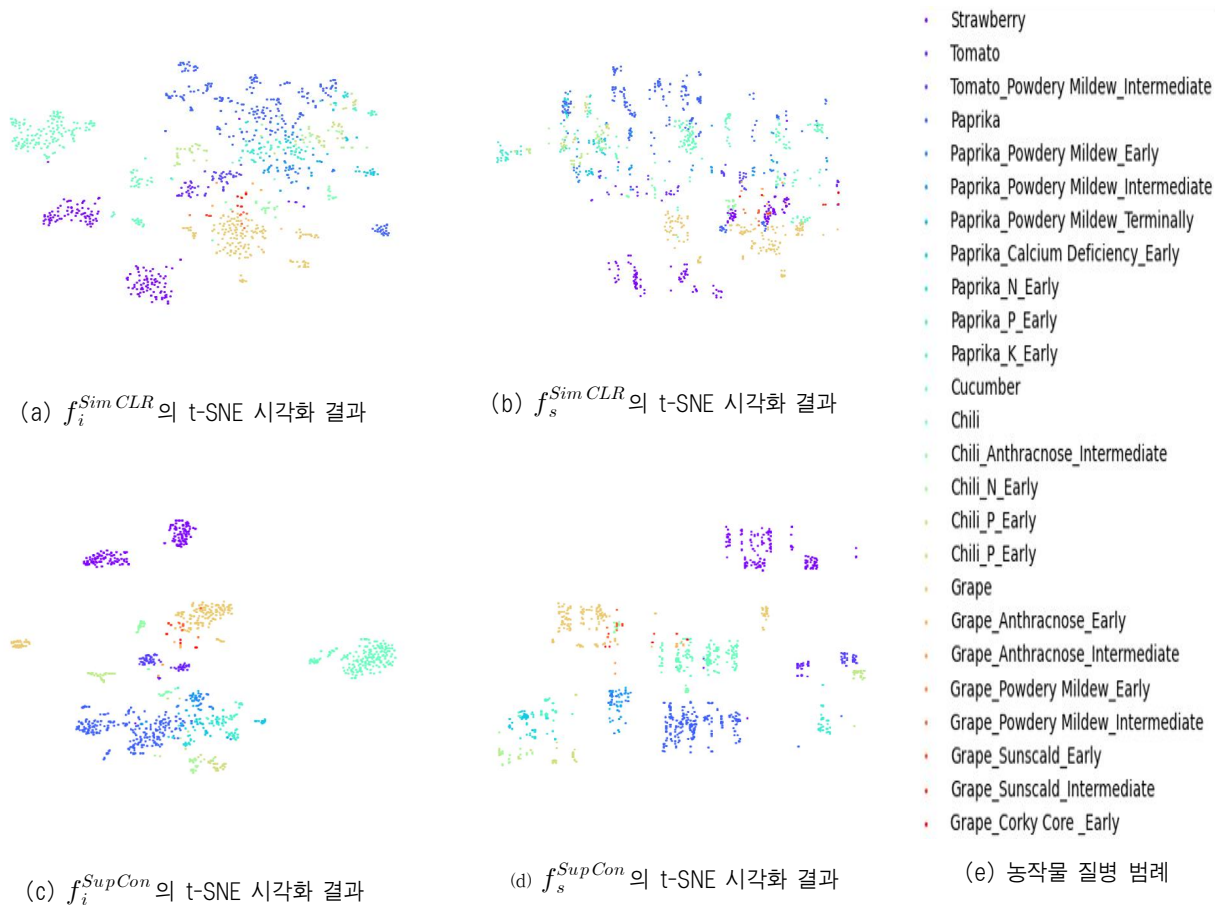 Strawberry
Tomato
Tomato_Powdery Mildew_Intermediate
Paprika
Paprika_Powdery Mildew_Early
Paprika_Powdery Mildew_Intermediate
Paprika_Powdery Mildew_Terminally
Paprika_Calcium Deficiency_Early
Paprika_N_Early
Paprika_P_Early
Paprika_K_Early
Cucumber
Chili
Chili_Anthracnose_Intermediate
Chili_N_Early
Chili_P_Early
Chili_P_Early
Grape
Grape_Anthracnose_Early
Grape_Anthracnose_Intermediate
Grape_Powdery Mildew_Early
Grape_Powdery Mildew_Intermediate
Grape_Sunscald_Early
Grape_Sunscald_Intermediate
Grape_Corky Core _Early
(a) $f_i^{SimCLR}$의 t-SNE 시각화 결과
(b) $f_s^{SimCLR}$의 t-SNE 시각화 결과
(c) $f_i^{SupCon}$의 t-SNE 시각화 결과
(d) $f_s^{SupCon}$의 t-SNE 시각화 결과
(e) 농작물 질병 범례